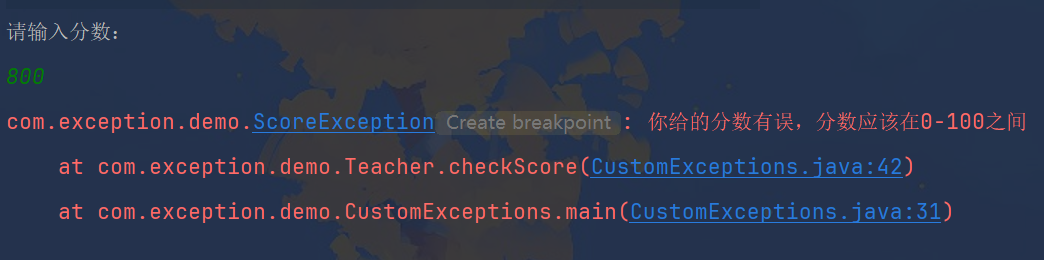 请输入分数：
800
com.exception.demo.ScoreException Create breakpoint : 你给的分数有误，分数应该在0-100之间
at com.exception.demo.Teacher.checkScore(CustomExceptions.java:42)
at com.exception.demo.CustomExceptions.main(CustomExceptions.java:31)